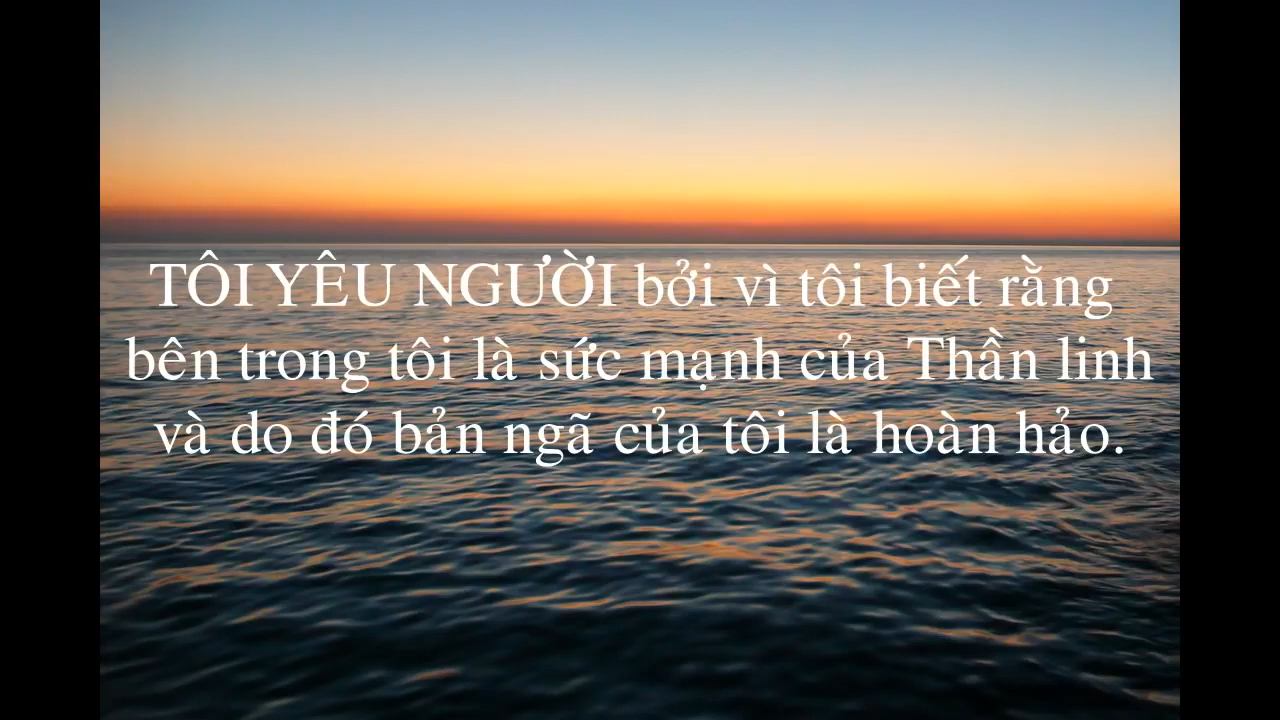 TÔI YÊU NGƯỜI bởi vì tôi biết rằng
bên trong tôi là sức mạnh của Thần linh
và do đó bản ngã của tôi là hoàn hảo.